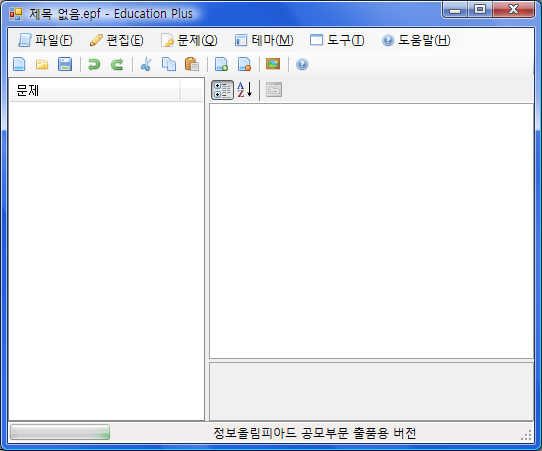 제목 없음.epf - Education Plus
파일(F) 편집(E) 문제(Q) 테마(M) 도구(T) 도움말(H)
문제
정보올림피아드 공모부문 출품용 버전